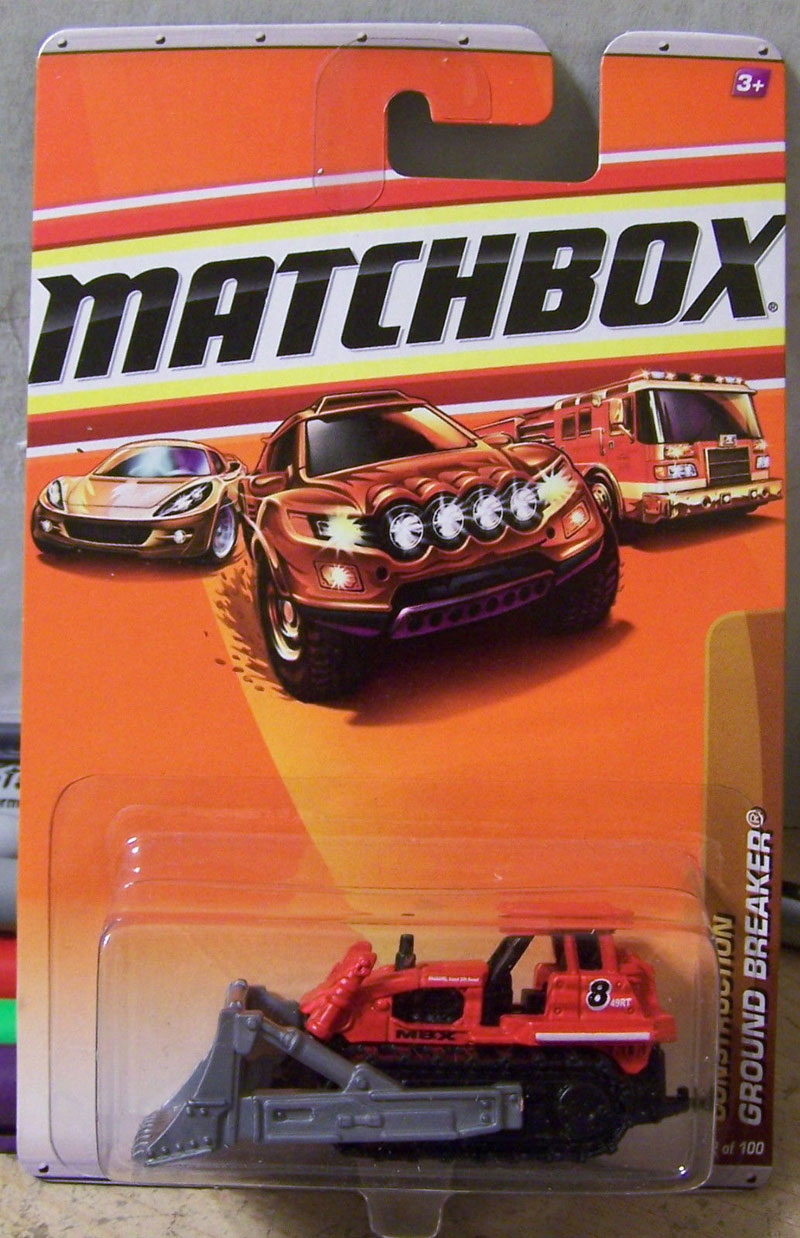 3+
MATCHBOX®
CONSTRUCTION
GROUND BREAKER®
of 100
8
49RT
MBX